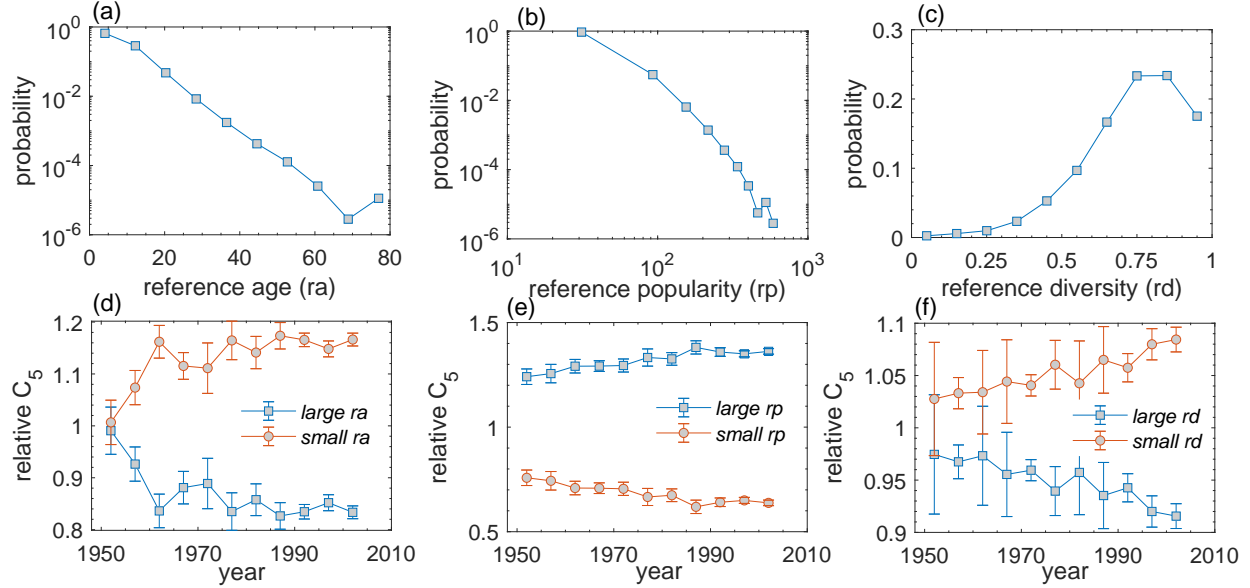 (a)
10^0
10^-2
10^-4
10^-6
probability
0 20 40 60 80
reference age (ra)
(b)
10^0
10^-2
10^-4
10^-6
probability
10^1 10^2 10^3
reference popularity (rp)
(c)
0.3
0.2
0.1
0
probability
0 0.25 0.5 0.75 1
reference diversity (rd)
(d)
1.2
1.1
1
0.9
0.8
relative C_5
large ra
small ra
1950 1970 1990 2010
year
(e)
1.5
1
0.5
relative C_5
large rp
small rp
1950 1970 1990 2010
year
(f)
1.1
1.05
1
0.95
0.9
relative C_5
large rd
small rd
1950 1970 1990 2010
year